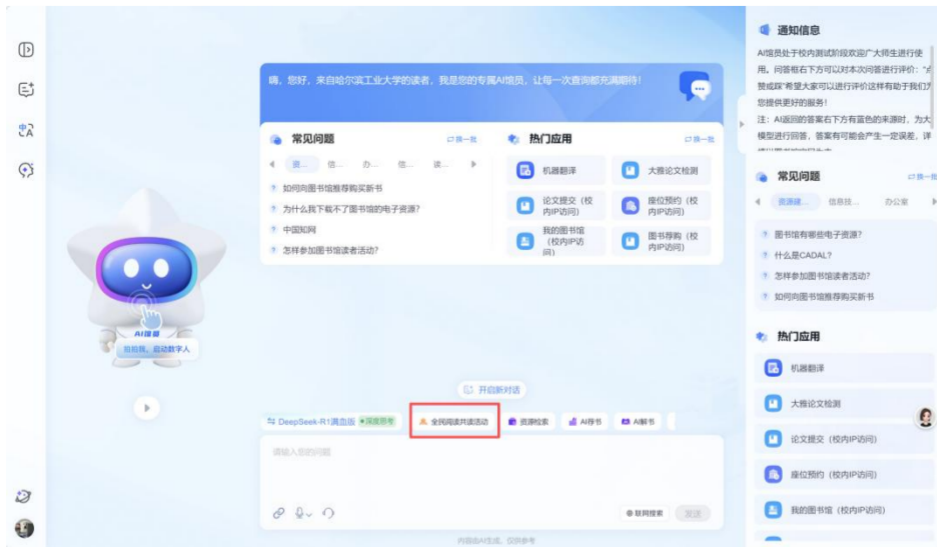 嗨，您好，来自哈尔滨工业大学的读者，我是您的专属AI馆员，让每一次查询都充满期待！
常见问题
换一批
资...
信...
办...
信...
读...
如何向图书馆推荐购买新书
为什么我下载不了图书馆的电子资源？
中国知网
怎样参加图书馆读者活动？
热门应用
换一批
机器翻译
大雅论文检测
论文提交（校
内IP访问）
座位预约（校
内IP访问）
我的图书馆
（校内IP访
问）
图书荐购（校
内IP访问）
AI馆员
拍拍我，启动数字人
开启新对话
DeepSeek-R1满血版
深度思考
全民阅读共读活动
资源检索
AI荐书
AI解书
请输入您的问题
联网搜索
发送
内容由AI生成，仅供参考
通知信息
AI馆员处于校内测试阶段欢迎广大师生进行使
用。问答框右下方可以对本次问答进行评价：“点
赞或踩”希望大家可以进行评价这样有助于我们为
您提供更好的服务！
注：AI返回的答案右下方有蓝色的来源时，为大
模型进行回答，答案有可能会产生一定误差，详
常见问题
换一批
资源建...
信息技...
办公室
图书馆有哪些电子资源？
什么是CADAL?
怎样参加图书馆读者活动？
如何向图书馆推荐购买新书
热门应用
机器翻译
大雅论文检测
论文提交（校内IP访问）
座位预约（校内IP访问）
我的图书馆（校内IP访问）